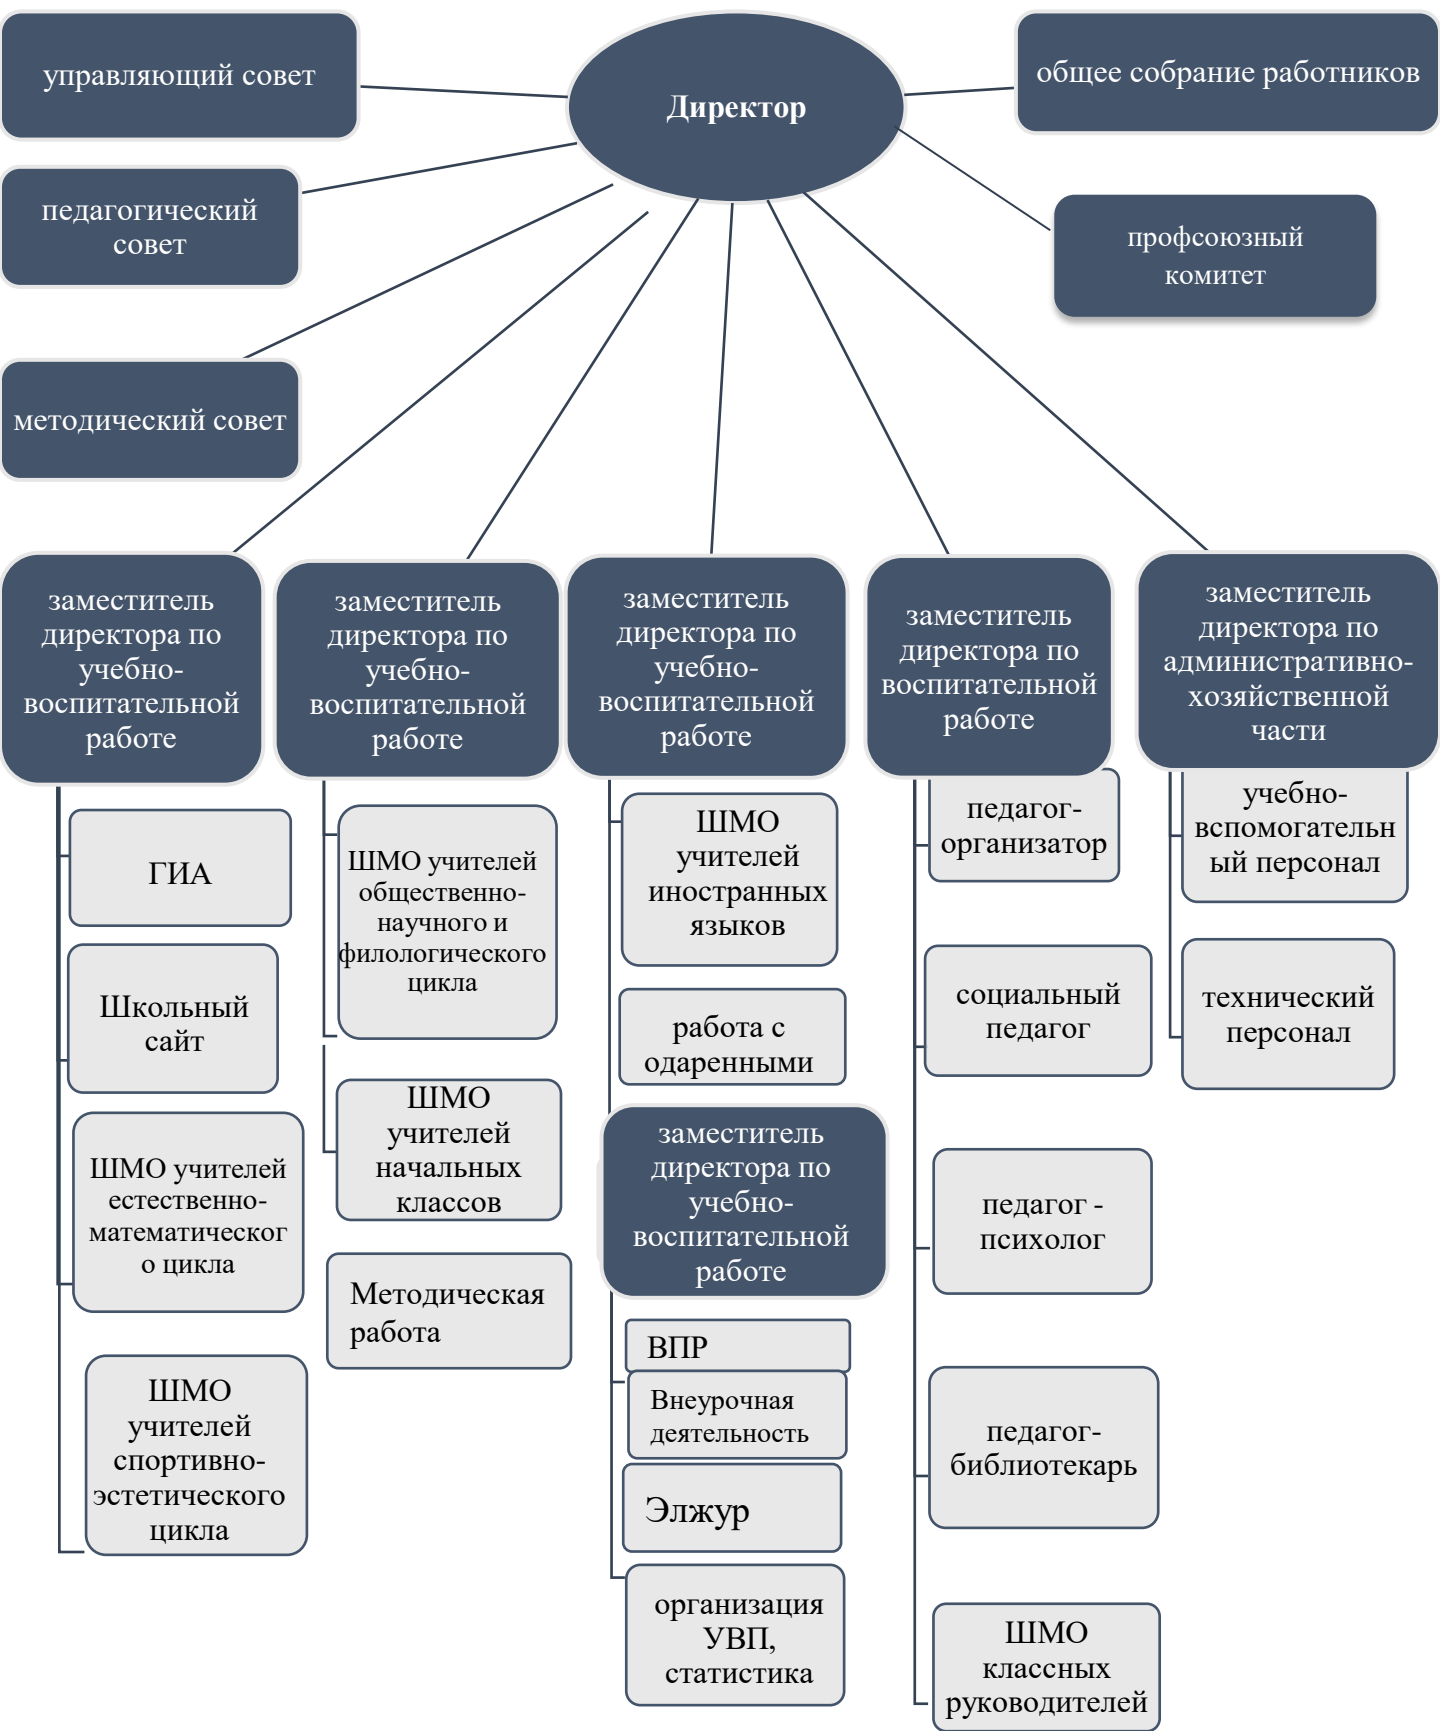 управляющий совет
Директор
общее собрание работников
педагогический
совет
профсоюзный
комитет
методический совет
заместитель
директора по
учебно-
воспитательной
работе
заместитель
директора по
учебно-
воспитательной
работе
заместитель
директора по
учебно-
воспитательной
работе
заместитель
директора по
воспитательной
работе
заместитель
директора по
административно-
хозяйственной
части
ГИА
Школьный
сайт
ШМО учителей
естественно-
математическог
о цикла
ШМО
учителей
спортивно-
эстетического
цикла
ШМО учителей
общественно-
научного и
филологического
цикла
ШМО
учителей
начальных
классов
Методическая
работа
ШМО
учителей
иностранных
языков
работа с
одаренными
заместитель
директора по
учебно-
воспитательной
работе
ВПР
Внеурочная
деятельность
Элжур
организация
УВП,
статистика
педагог-
организатор
социальный
педагог
педагог -
психолог
педагог-
библиотекарь
ШМО
классных
руководителей
учебно-
вспомогательн
ый персонал
технический
персонал